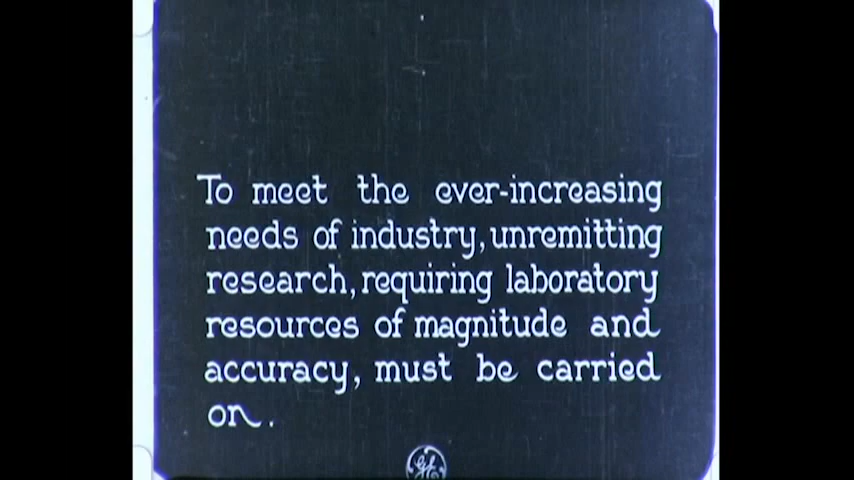 To meet the ever-increasing
needs of industry, unremitting
research, requiring laboratory
resources of magnitude and
accuracy, must be carried
on.
GE